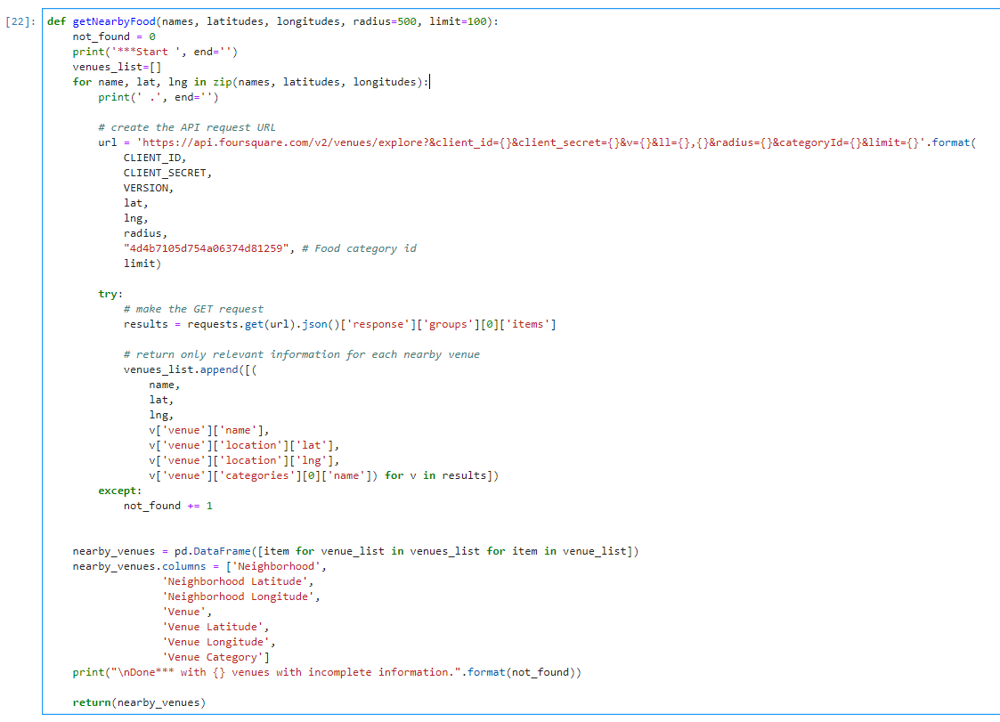 [22]: def getNearbyFood(names, latitudes, longitudes, radius=500, limit=100):
    not_found = 0
    print('***Start ', end='')
    venues_list=[]
    for name, lat, lng in zip(names, latitudes, longitudes):
        print(' .', end='')
        # create the API request URL
        url = 'https://api.foursquare.com/v2/venues/explore?&client_id={}&client_secret={}&v={}&ll={},{}&radius={}&categoryId={}&limit={}'.format(
            CLIENT_ID,
            CLIENT_SECRET,
            VERSION,
            lat,
            lng,
            radius,
            "4d4b7105d754a06374d81259", # Food category id
            limit)
        try:
            # make the GET request
            results = requests.get(url).json()['response']['groups'][0]['items']
            # return only relevant information for each nearby venue
            venues_list.append([(
                name,
                lat,
                lng,
                v['venue']['name'],
                v['venue']['location']['lat'],
                v['venue']['location']['lng'],
                v['venue']['categories'][0]['name']) for v in results])
        except:
            not_found += 1
    nearby_venues = pd.DataFrame([item for venue_list in venues_list for item in venue_list])
    nearby_venues.columns = ['Neighborhood',
                  'Neighborhood Latitude',
                  'Neighborhood Longitude',
                  'Venue',
                  'Venue Latitude',
                  'Venue Longitude',
                  'Venue Category']
    print("\nDone*** with {} venues with incomplete information.".format(not_found))
    return(nearby_venues)